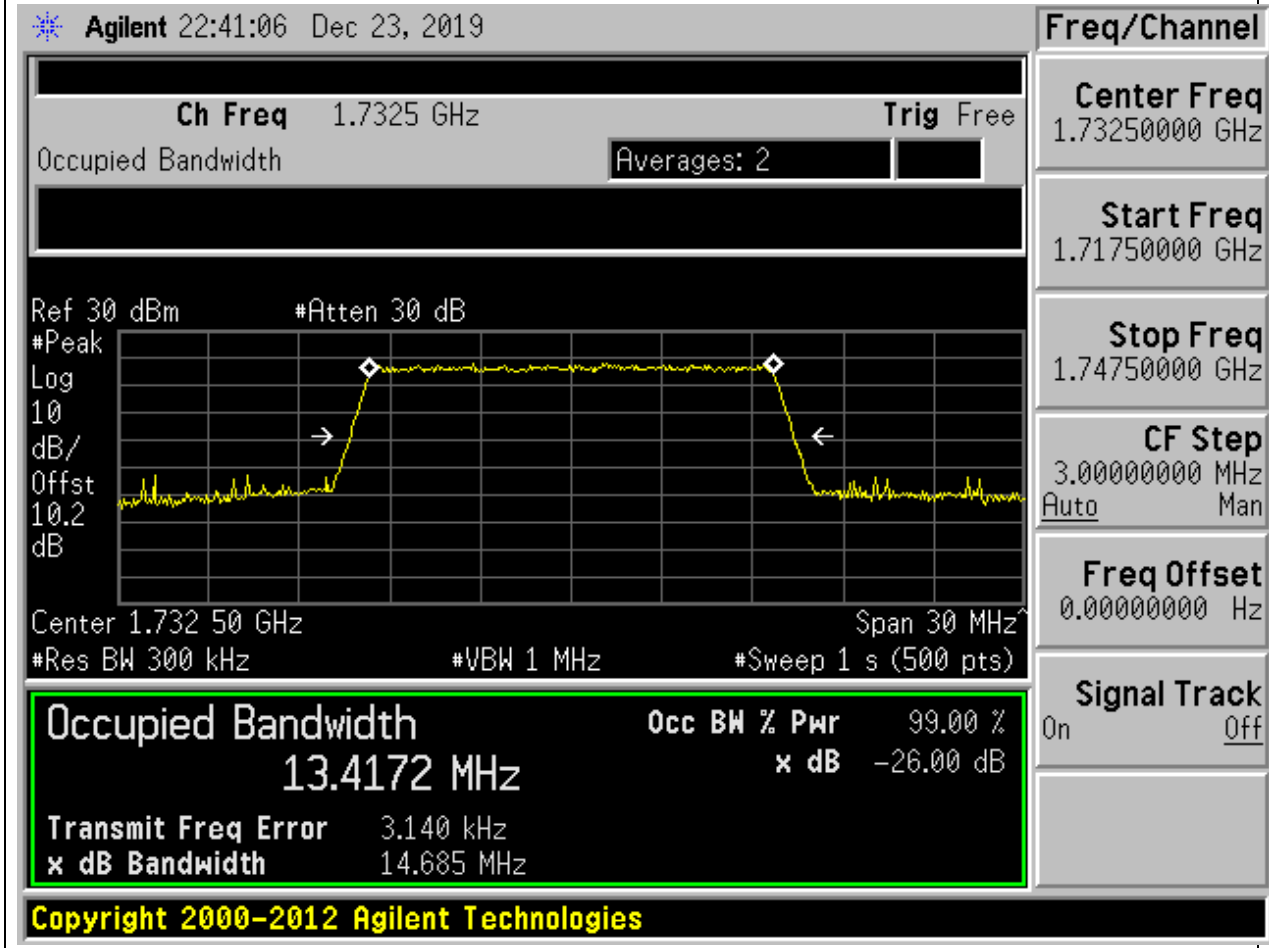 Agilent 22:41:06 Dec 23, 2019
Freq/Channel
Ch Freq 1.7325 GHz Trig Free
Occupied Bandwidth Averages: 2
Ref 30 dBm #Atten 30 dB
#Peak
Log
10
dB/
Offst
10.2
dB
Center 1.732 50 GHz Span 30 MHz^
#Res BW 300 kHz #VBW 1 MHz #Sweep 1 s (500 pts)
Occupied Bandwidth
13.4172 MHz
Occ BW % Pwr 99.00 %
x dB -26.00 dB
Transmit Freq Error 3.140 kHz
x dB Bandwidth 14.685 MHz
Center Freq
1.73250000 GHz
Start Freq
1.71750000 GHz
Stop Freq
1.74750000 GHz
CF Step
3.00000000 MHz
Auto Man
Freq Offset
0.00000000 Hz
Signal Track
On Off
Copyright 2000-2012 Agilent Technologies